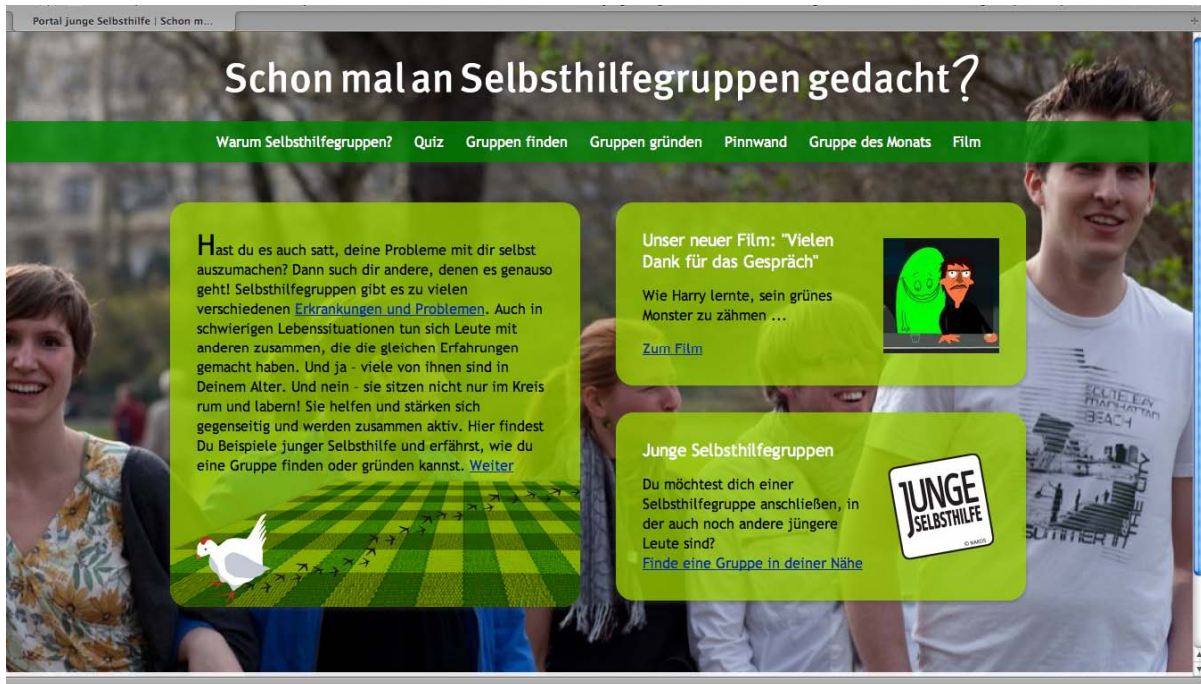 Portal junge Selbsthilfe | Schon m...
Schon mal an Selbsthilfegruppen gedacht?
Warum Selbsthilfegruppen? Quiz Gruppen finden Gruppen gründen Pinnwand Gruppe des Monats Film
Hast du es auch satt, deine Probleme mit dir selbst
auszumachen? Dann such dir andere, denen es genauso
geht! Selbsthilfegruppen gibt es zu vielen
verschiedenen Erkrankungen und Problemen. Auch in
schwierigen Lebenssituationen tun sich Leute mit
anderen zusammen, die die gleichen Erfahrungen
gemacht haben. Und ja - viele von ihnen sind in
Deinem Alter. Und nein - sie sitzen nicht nur im Kreis
rum und labern! Sie helfen und stärken sich
gegenseitig und werden zusammen aktiv. Hier findest
Du Beispiele junger Selbsthilfe und erfährst, wie du
eine Gruppe finden oder gründen kannst. Weiter
Unser neuer Film: "Vielen
Dank für das Gespräch"
Wie Harry lernte, sein grünes
Monster zu zähmen ...
Zum Film
Junge Selbsthilfegruppen
Du möchtest dich einer
Selbsthilfegruppe anschließen, in
der auch noch andere jüngere
Leute sind?
Finde eine Gruppe in deiner Nähe
JUNGE
SELBSTHILFE
© NAKOS
BEACH